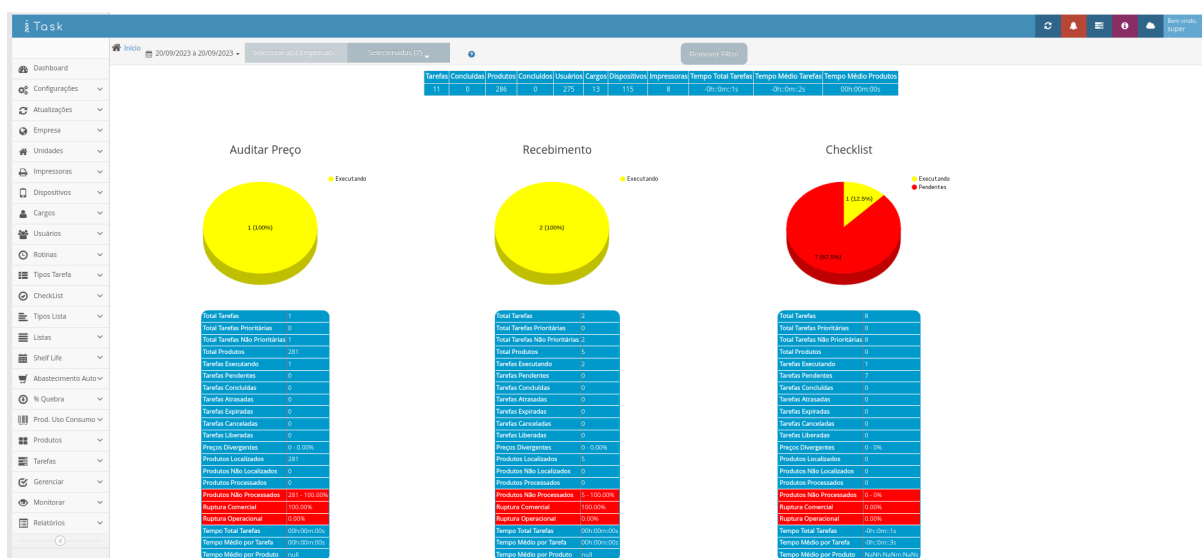 Task
Bem vindo,
super
Início
20/09/2023 à 20/09/2023
Selecionadas (7)
Remover Filtro
Dashboard
Configurações
Atualizações
Empresa
Unidades
Impressoras
Dispositivos
Cargos
Usuários
Rotinas
Tipos Tarefa
CheckList
Tipos Lista
Listas
Shelf Life
Abastecimento Auto
% Quebra
Prod. Uso Consumo
Produtos
Tarefas
Gerenciar
Monitorar
Relatórios
Tarefas Concluídas Produtos Concluídos Usuários Cargos Dispositivos Impressoras Tempo Total Tarefas Tempo Médio Tarefas Tempo Médio Produtos
11 0 286 0 275 13 115 8 -0h:0m:1s -0h:0m:2s 00h:00m:00s
Auditar Preço
Executando
1 (100%)
Total Tarefas 1
Total Tarefas Prioritárias 0
Total Tarefas Não Prioritárias 1
Total Produtos 281
Tarefas Executando 1
Tarefas Pendentes 0
Tarefas Concluídas 0
Tarefas Atrasadas 0
Tarefas Expiradas 0
Tarefas Canceladas 0
Tarefas Liberadas 0
Preços Divergentes 0 - 0.00%
Produtos Localizados 281
Produtos Não Localizados 0
Produtos Processados 0
Produtos Não Processados 281 - 100.00%
Ruptura Comercial 100.00%
Ruptura Operacional 0.00%
Tempo Total Tarefas 00h:00m:00s
Tempo Médio por Tarefa 00h:00m:00s
Tempo Médio por Produto null
Recebimento
Executando
2 (100%)
Total Tarefas 2
Total Tarefas Prioritárias 0
Total Tarefas Não Prioritárias 2
Total Produtos 5
Tarefas Executando 2
Tarefas Pendentes 0
Tarefas Concluídas 0
Tarefas Atrasadas 0
Tarefas Expiradas 0
Tarefas Canceladas 0
Tarefas Liberadas 0
Preços Divergentes 0 - 0.00%
Produtos Localizados 5
Produtos Não Localizados 0
Produtos Processados 0
Produtos Não Processados 5 - 100.00%
Ruptura Comercial 100.00%
Ruptura Operacional 0.00%
Tempo Total Tarefas 00h:00m:00s
Tempo Médio por Tarefa 00h:00m:00s
Tempo Médio por Produto null
Checklist
Executando
Pendentes
1 (12.5%)
7 (87.5%)
Total Tarefas 8
Total Tarefas Prioritárias 0
Total Tarefas Não Prioritárias 8
Total Produtos 0
Tarefas Executando 1
Tarefas Pendentes 7
Tarefas Concluídas 0
Tarefas Atrasadas 0
Tarefas Expiradas 0
Tarefas Canceladas 0
Tarefas Liberadas 0
Preços Divergentes 0 - 0%
Produtos Localizados 0
Produtos Não Localizados 0
Produtos Processados 0
Produtos Não Processados 0 - 0%
Ruptura Comercial 0.00%
Ruptura Operacional 0.00%
Tempo Total Tarefas -0h:0m:1s
Tempo Médio por Tarefa -0h:0m:3s
Tempo Médio por Produto NaNh:NaNm:NaNs